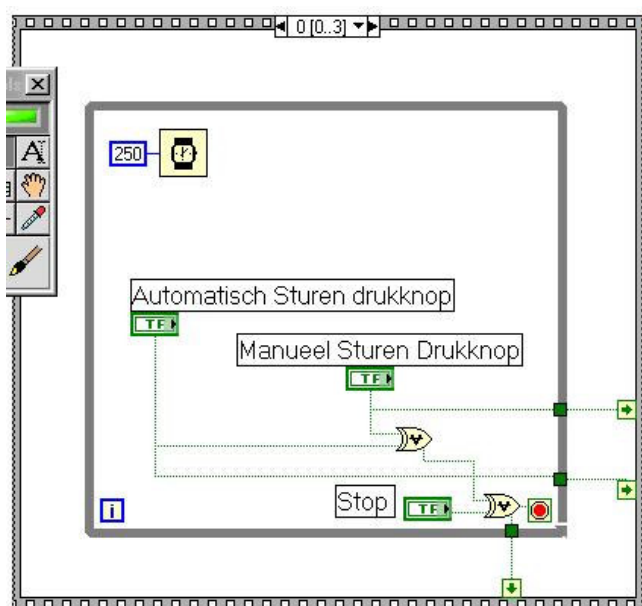 0 [0..3]
250
Automatisch Sturen drukknop
TF
Manueel Sturen Drukknop
TF
Stop
TF
i
A